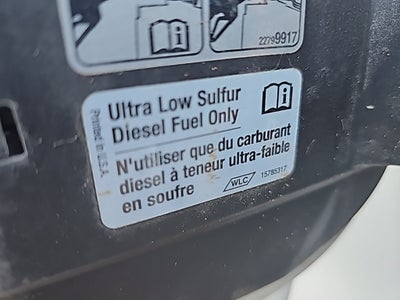 22799917
Ultra Low Sulfur
Diesel Fuel Only
N'utiliser que du carburant
diesel à teneur ultra-faible
en soufre
WLC
15785317
Printed in U.S.A.